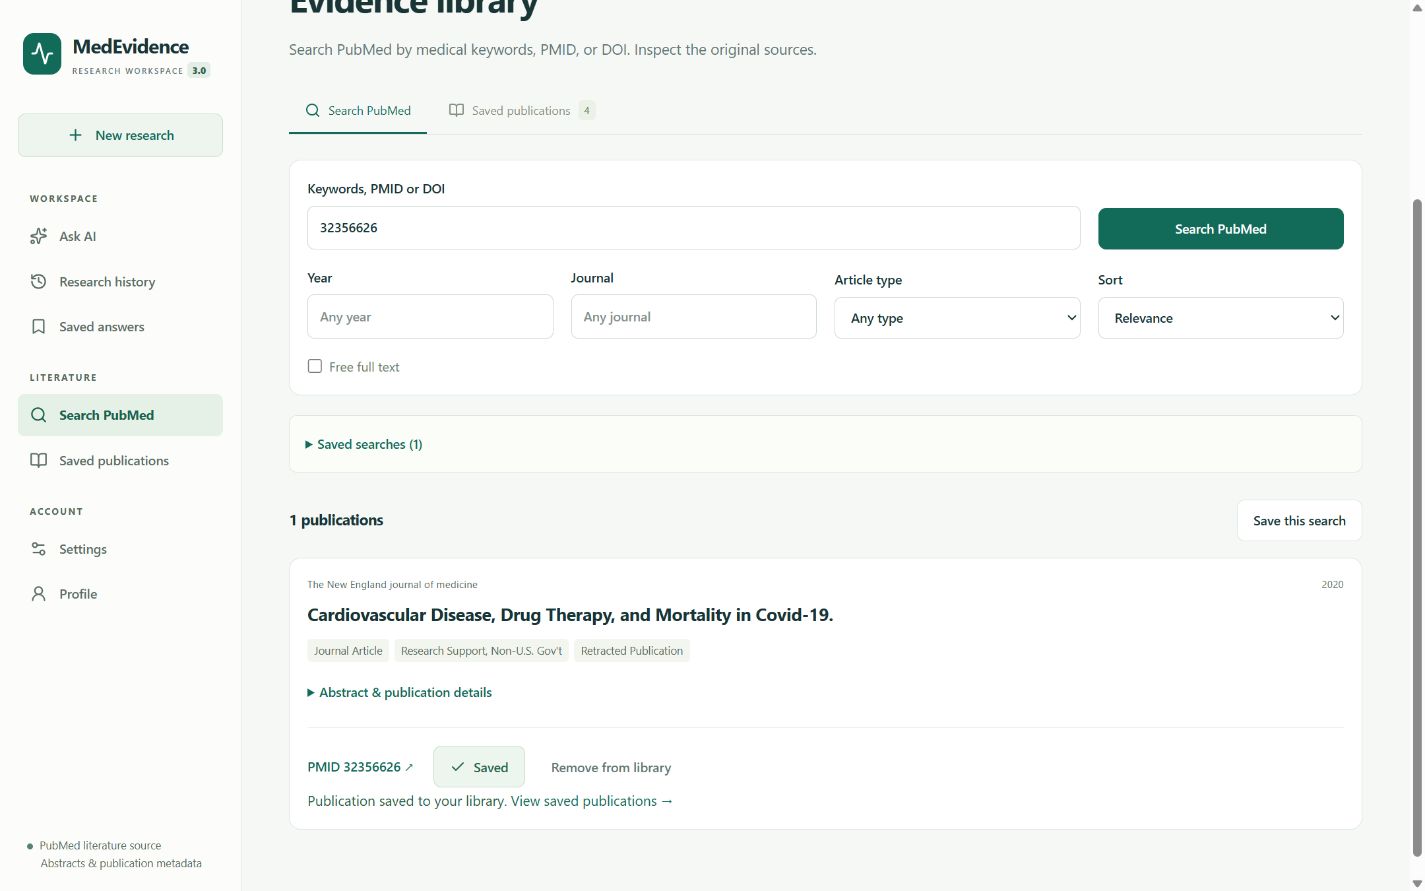 MedEvidence
RESEARCH WORKSPACE 3.0
New research
WORKSPACE
Ask AI
Research history
Saved answers
LITERATURE
Search PubMed
Saved publications
ACCOUNT
Settings
Profile
PubMed literature source
Abstracts & publication metadata
Evidence library
Search PubMed by medical keywords, PMID, or DOI. Inspect the original sources.
Search PubMed
Saved publications 4
Keywords, PMID or DOI
32356626
Search PubMed
Year
Journal
Article type
Sort
Any year
Any journal
Any type
Relevance
Free full text
Saved searches (1)
1 publications
Save this search
The New England journal of medicine
2020
Cardiovascular Disease, Drug Therapy, and Mortality in Covid-19.
Journal Article
Research Support, Non-U.S. Gov't
Retracted Publication
Abstract & publication details
PMID 32356626 ↗
Saved
Remove from library
Publication saved to your library. View saved publications →